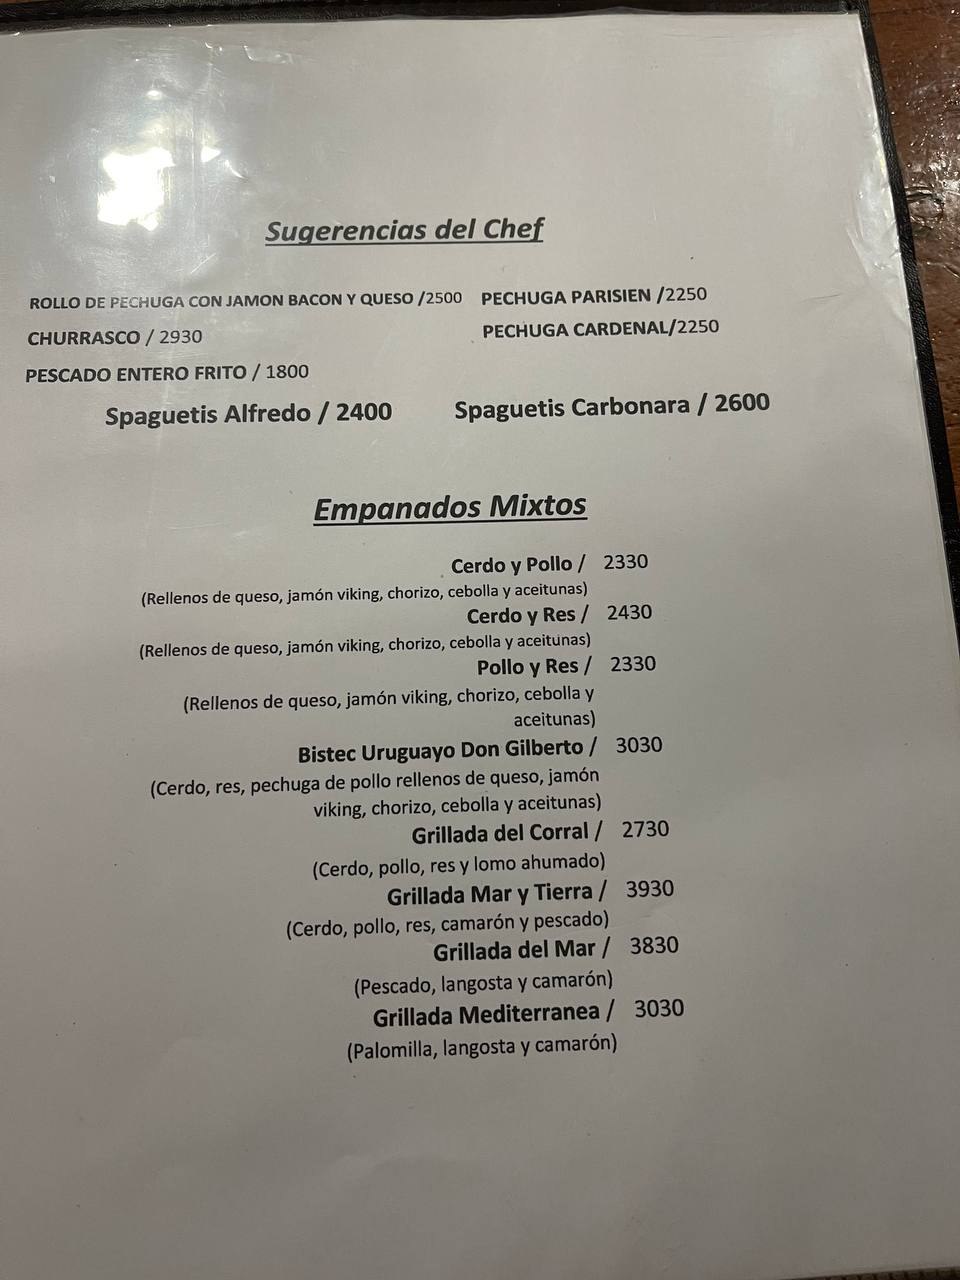 Sugerencias del Chef
ROLLO DE PECHUGA CON JAMON BACON Y QUESO /2500 PECHUGA PARISIEN /2250
CHURRASCO / 2930 PECHUGA CARDENAL/2250
PESCADO ENTERO FRITO / 1800
Spaguetis Alfredo / 2400 Spaguetis Carbonara / 2600
Empanados Mixtos
Cerdo y Pollo / 2330
(Rellenos de queso, jamón viking, chorizo, cebolla y aceitunas)
Cerdo y Res / 2430
(Rellenos de queso, jamón viking, chorizo, cebolla y aceitunas)
Pollo y Res / 2330
(Rellenos de queso, jamón viking, chorizo, cebolla y
aceitunas)
Bistec Uruguayo Don Gilberto / 3030
(Cerdo, res, pechuga de pollo rellenos de queso, jamón
viking, chorizo, cebolla y aceitunas)
Grillada del Corral / 2730
(Cerdo, pollo, res y lomo ahumado)
Grillada Mar y Tierra / 3930
(Cerdo, pollo, res, camarón y pescado)
Grillada del Mar / 3830
(Pescado, langosta y camarón)
Grillada Mediterranea / 3030
(Palomilla, langosta y camarón)